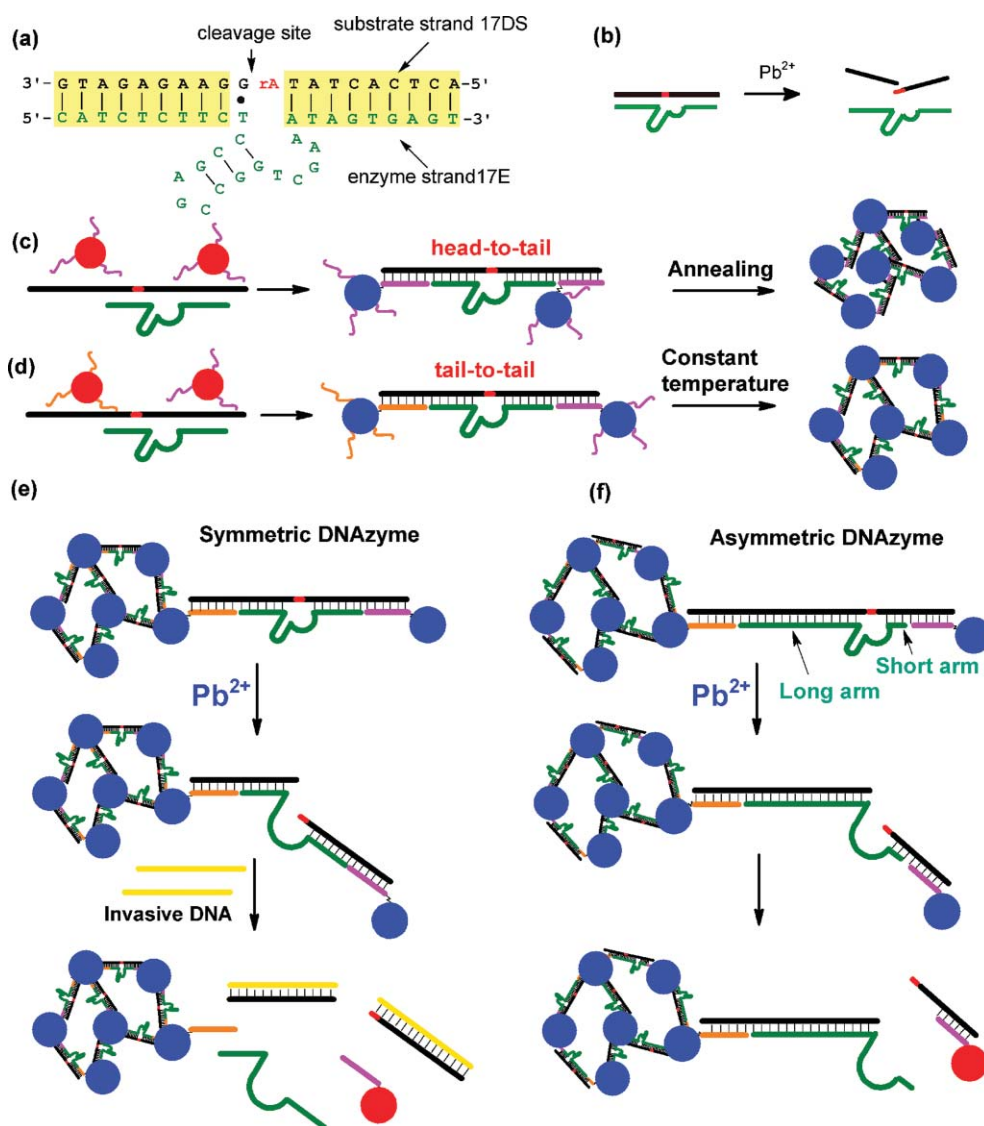 (a)
cleavage site
substrate strand 17DS
3'- G T A G A G A A G G rA T A T C A C T C A -5'
5'- C A T C T C T T C T A T A G T G A G T -3'
C A
C A
G G G
A G T
G C C
C
enzyme strand17E
(b)
Pb2+
(c)
head-to-tail
Annealing
(d)
tail-to-tail
Constant
temperature
(e)
Symmetric DNAzyme
Pb2+
Invasive DNA
(f)
Asymmetric DNAzyme
Short arm
Long arm
Pb2+